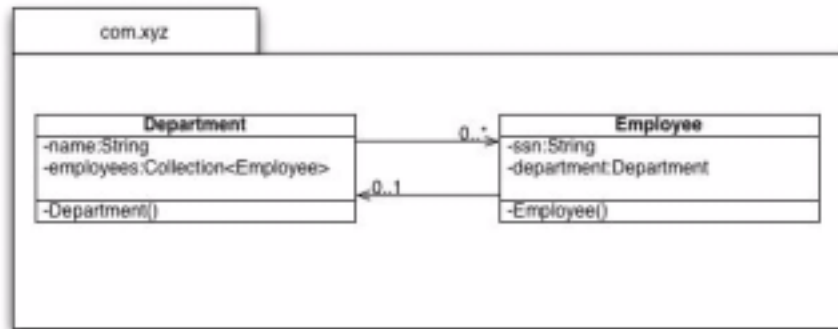 com.xyz
Department
-name:String
-employees:Collection<Employee>
-Department()
0..*
0..1
Employee
-ssn:String
-department:Department
-Employee()